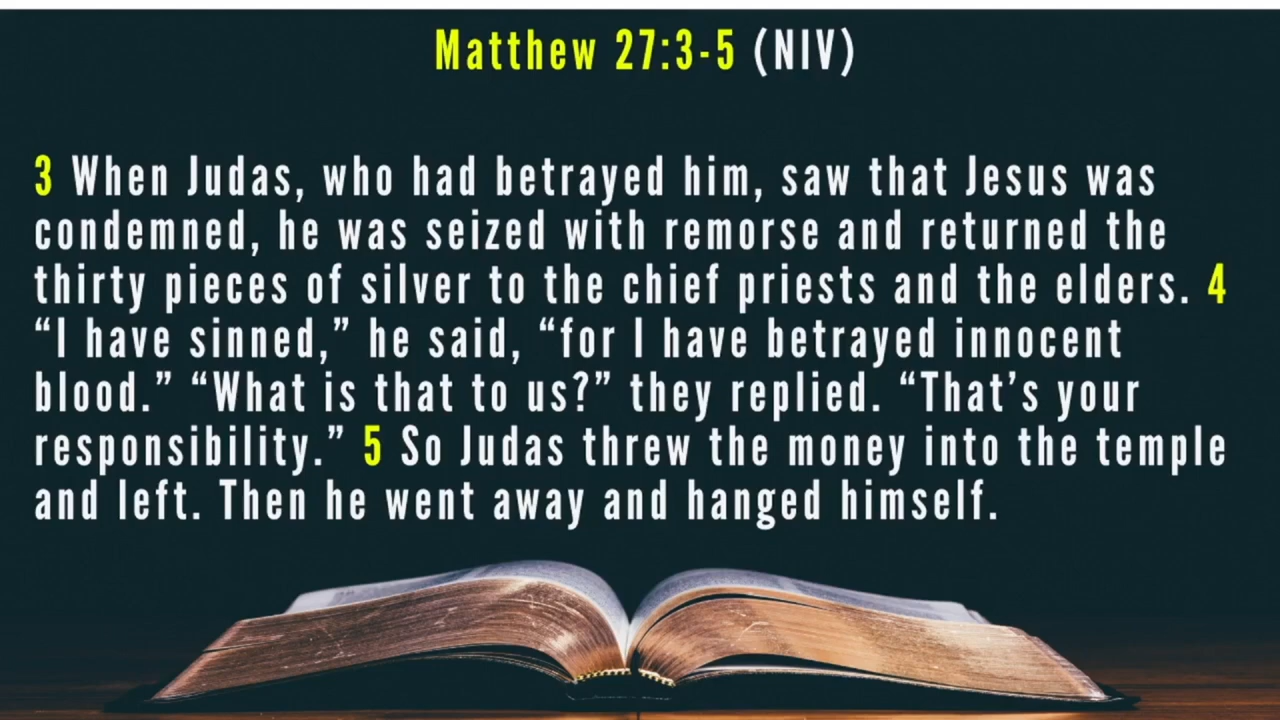 Matthew 27:3-5 (NIV)
3 When Judas, who had betrayed him, saw that Jesus was
condemned, he was seized with remorse and returned the
thirty pieces of silver to the chief priests and the elders. 4
“I have sinned,” he said, “for I have betrayed innocent
blood.” “What is that to us?” they replied. “That’s your
responsibility.” 5 So Judas threw the money into the temple
and left. Then he went away and hanged himself.